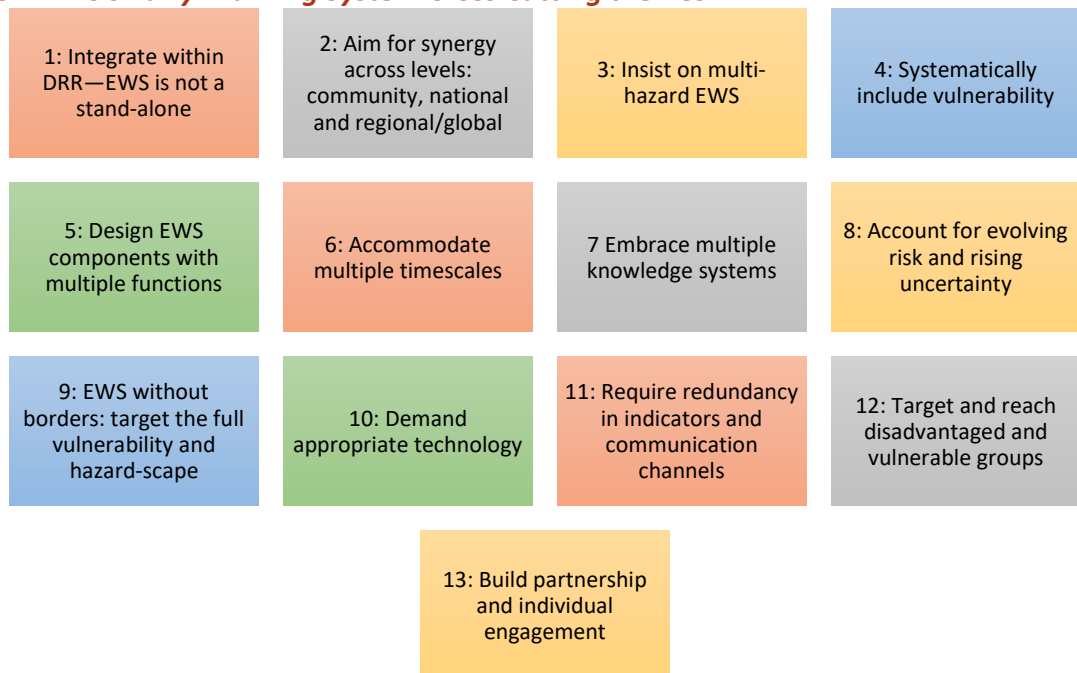 1: Integrate within
DRR—EWS is not a
stand-alone
2: Aim for synergy
across levels:
community, national
and regional/global
3: Insist on multi-
hazard EWS
4: Systematically
include vulnerability
5: Design EWS
components with
multiple functions
6: Accommodate
multiple timescales
7 Embrace multiple
knowledge systems
8: Account for evolving
risk and rising
uncertainty
9: EWS without
borders: target the full
vulnerability and
hazard-scape
10: Demand
appropriate technology
11: Require redundancy
in indicators and
communication
channels
12: Target and reach
disadvantaged and
vulnerable groups
13: Build partnership
and individual
engagement